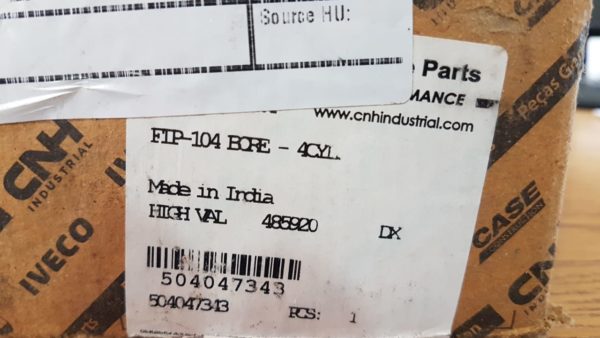 Source HU:
Parts
MANCE
www.cnhindustrial.com
FIP-104 BORE - 4CYL.
Made in India
HIGH VAL 485920 DX
504047343
504047343 PCS: 1
CNH
INDUSTRIAL
IVECO
Peças
CASE
CONSTRUCTION
CNH